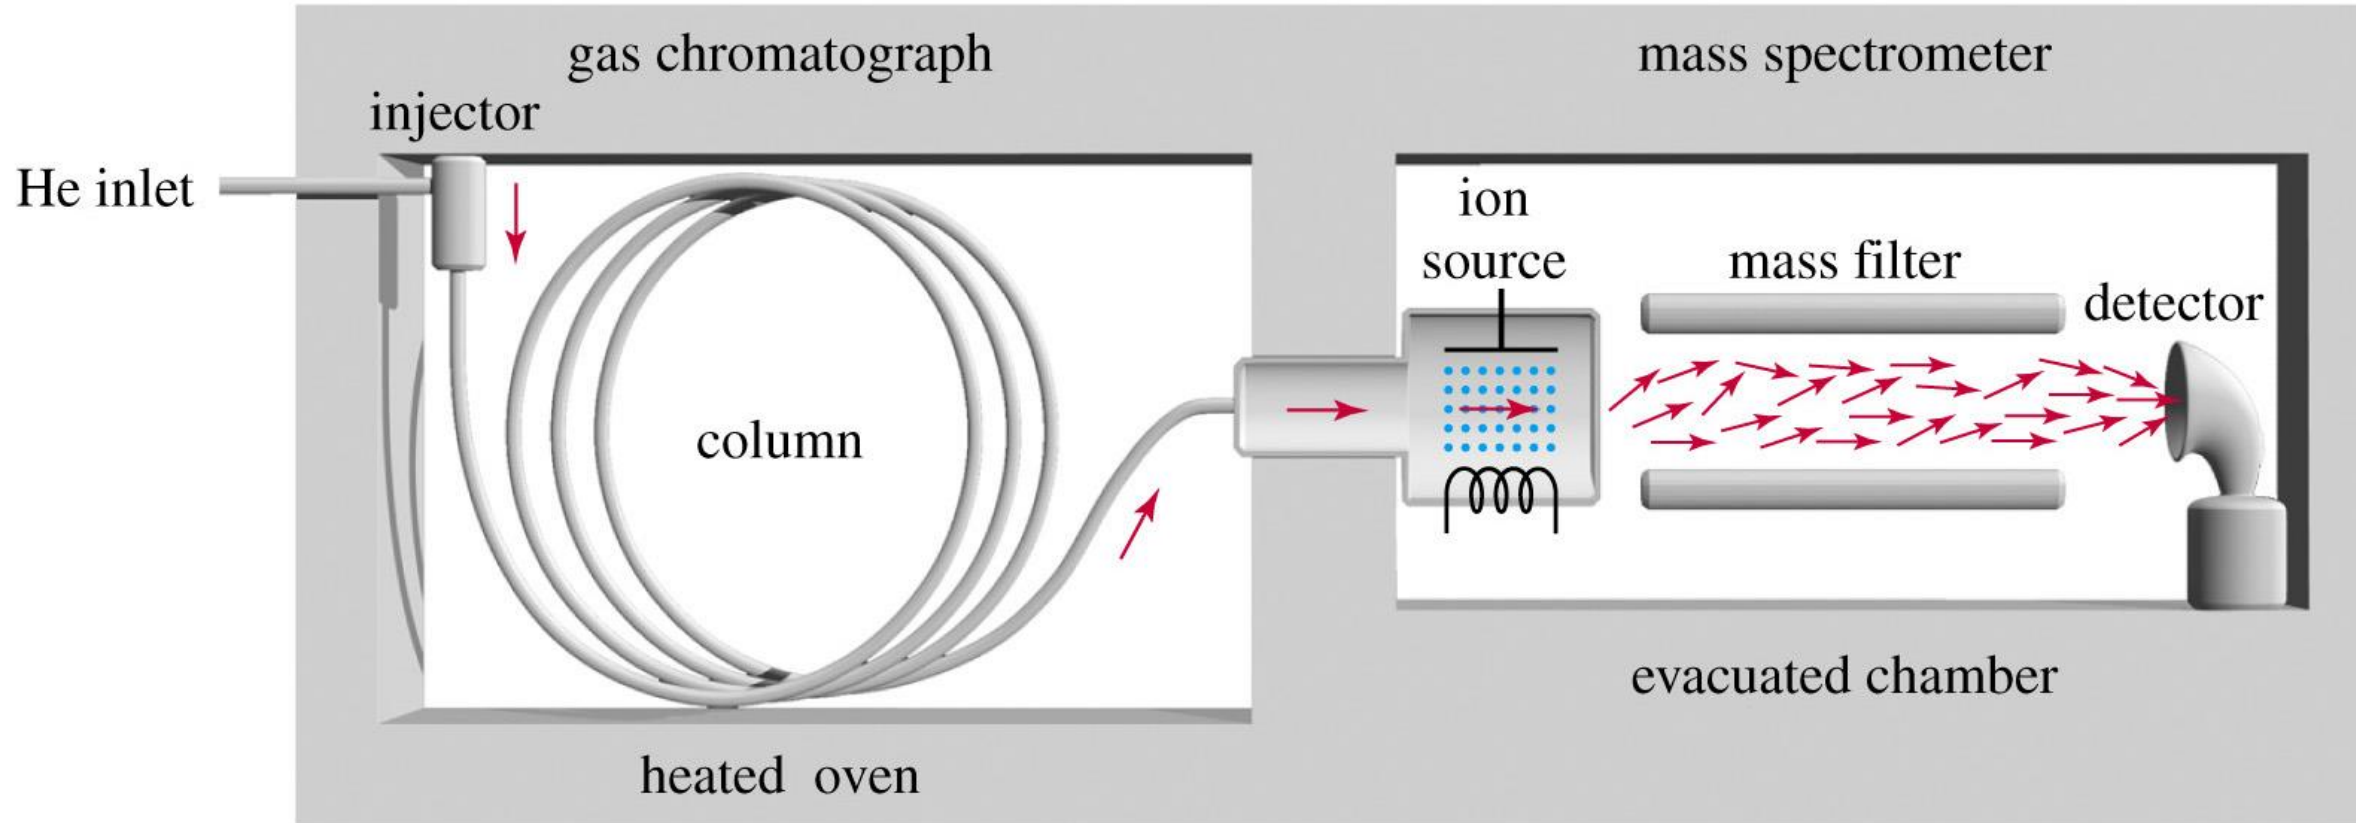 gas chromatograph
mass spectrometer
injector
He inlet
ion
source
mass filter
detector
column
evacuated chamber
heated oven